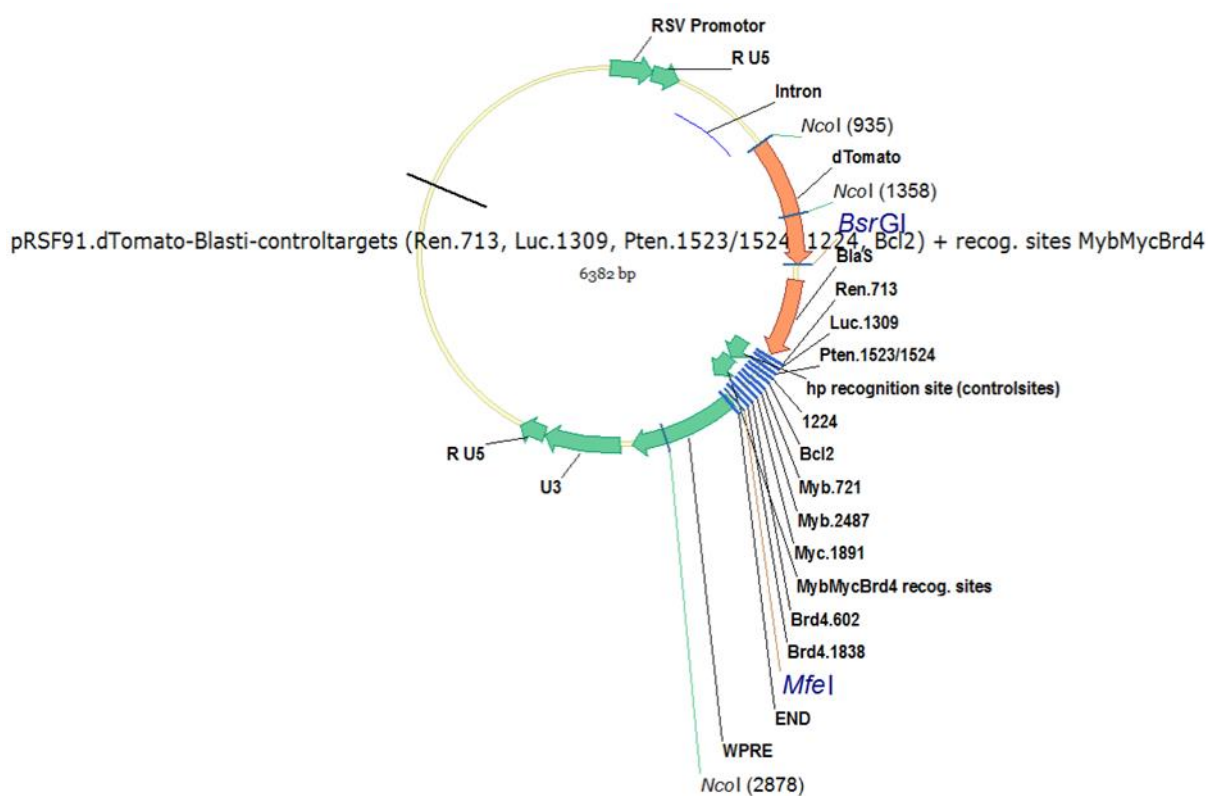 RSV Promotor
R U5
Intron
NcoI (935)
dTomato
NcoI (1358)
BsrGI
pRSF91.dTomato-Blasti-controltargets (Ren.713, Luc.1309, Pten.1523/1524, 1224, Bcl2) + recog. sites MybMycBrd4
BlaS
6382 bp
Ren.713
Luc.1309
Pten.1523/1524
hp recognition site (controlsites)
1224
R U5
Bcl2
U3
Myb.721
Myb.2487
Myc.1891
MybMycBrd4 recog. sites
Brd4.602
Brd4.1838
MfeI
END
WPRE
NcoI (2878)